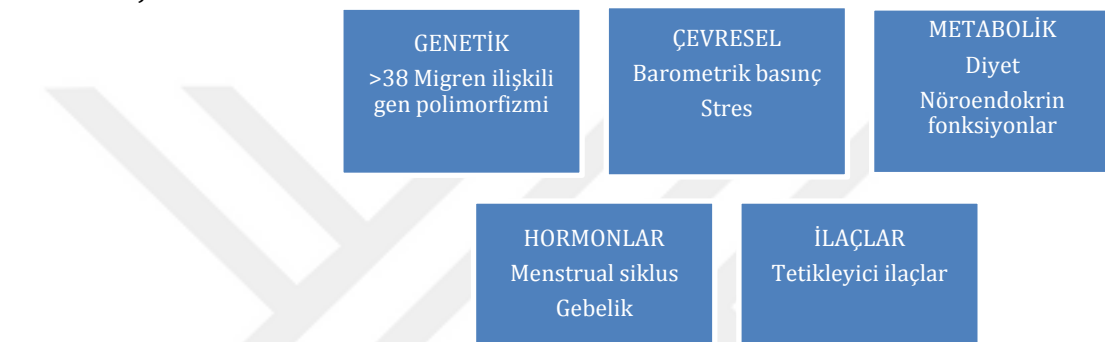 GENETİK
>38 Migren ilişkili
gen polimorfizmi
ÇEVRESEL
Barometrik basınç
Stres
METABOLİK
Diyet
Nöroendokrin
fonksiyonlar
HORMONLAR
Menstrual siklus
Gebelik
İLAÇLAR
Tetikleyici ilaçlar